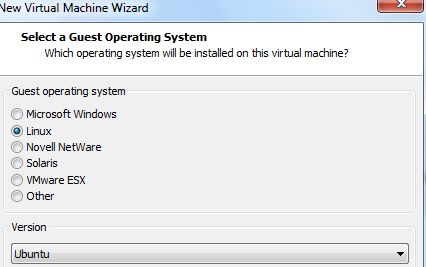 New Virtual Machine Wizard
Select a Guest Operating System
Which operating system will be installed on this virtual machine?
Guest operating system
Microsoft Windows
Linux
Novell NetWare
Solaris
VMware ESX
Other
Version
Ubuntu